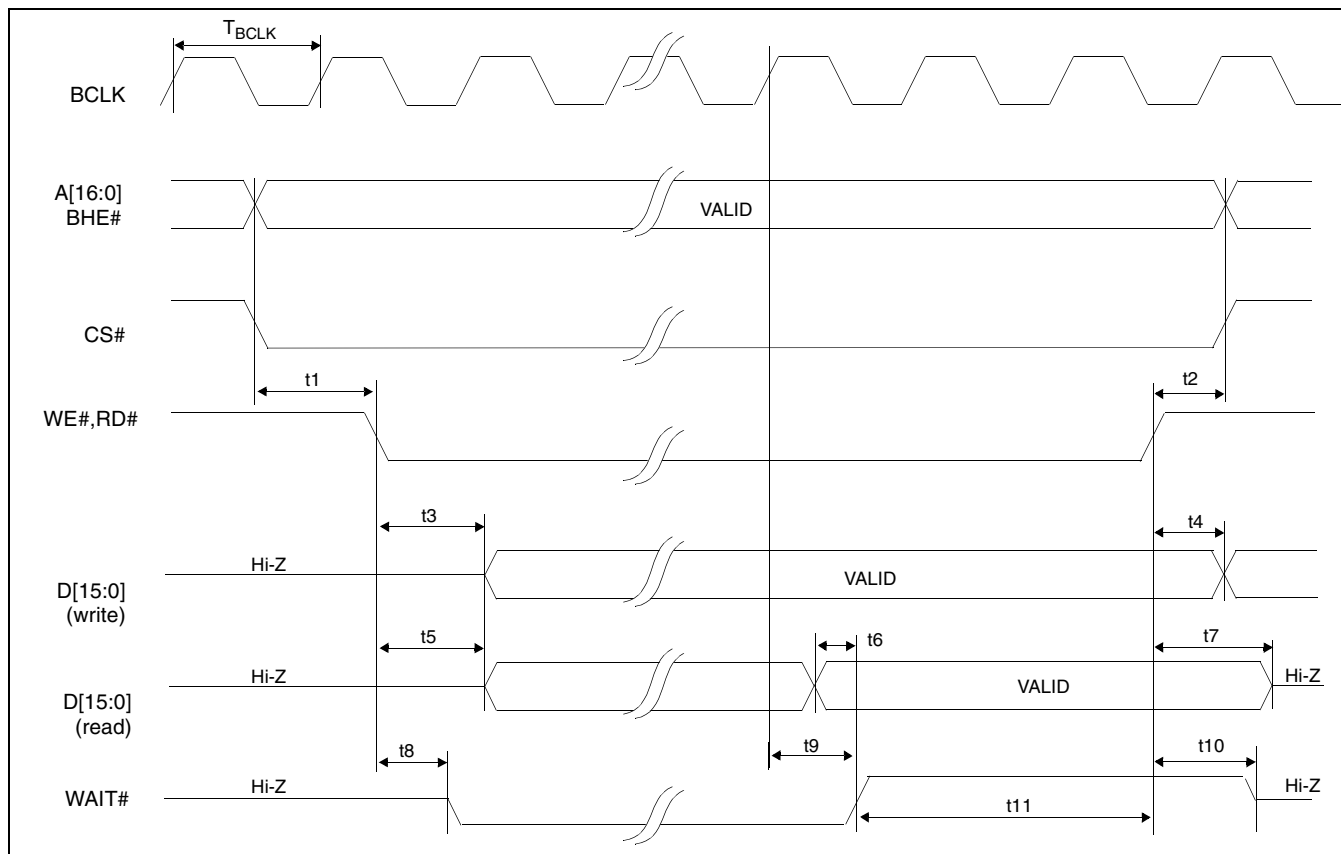 TBCLK
BCLK
A[16:0]
BHE#
VALID
CS#
t1
t2
WE#,RD#
t3
t4
Hi-Z
VALID
D[15:0]
(write)
t5
t6
t7
Hi-Z
VALID
Hi-Z
D[15:0]
(read)
t8
t9
t10
Hi-Z
Hi-Z
WAIT#
t11